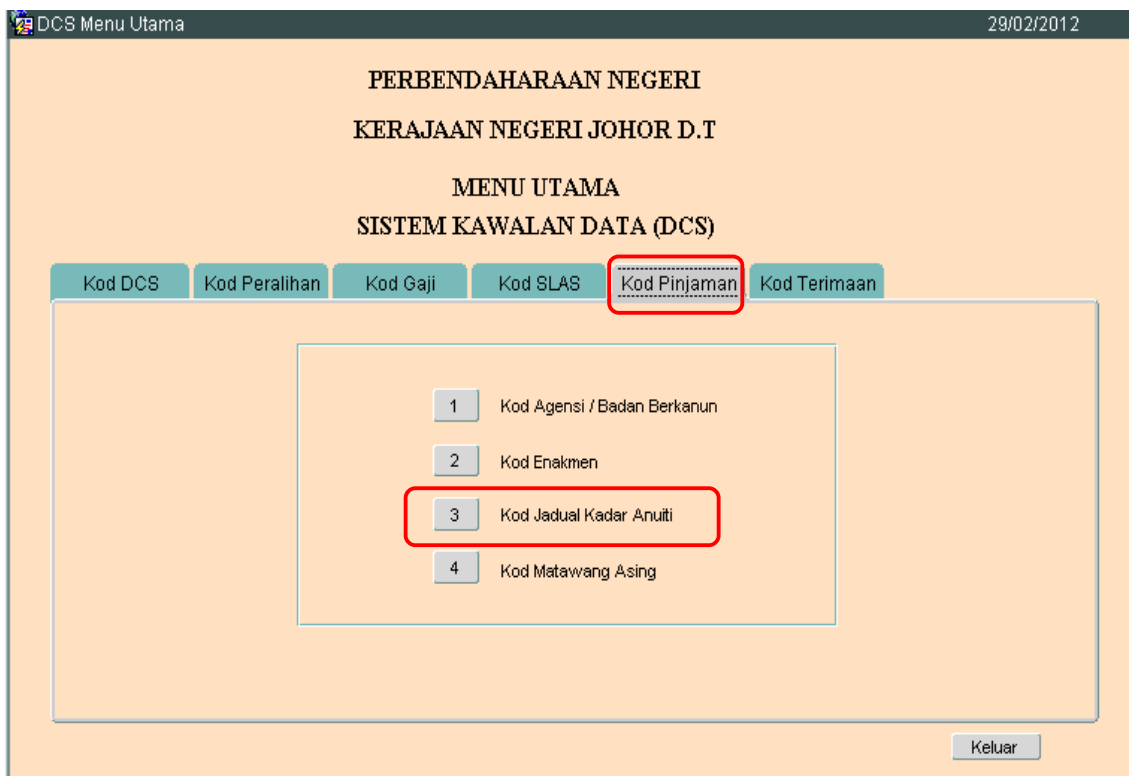 DCS Menu Utama 29/02/2012
PERBENDAHARAAN NEGERI
KERAJAAN NEGERI JOHOR D.T
MENU UTAMA
SISTEM KAWALAN DATA (DCS)
Kod DCS Kod Peralihan Kod Gaji Kod SLAS Kod Pinjaman Kod Terimaan
1 Kod Agensi / Badan Berkanun
2 Kod Enakmen
3 Kod Jadual Kadar Anuiti
4 Kod Matawang Asing
Keluar